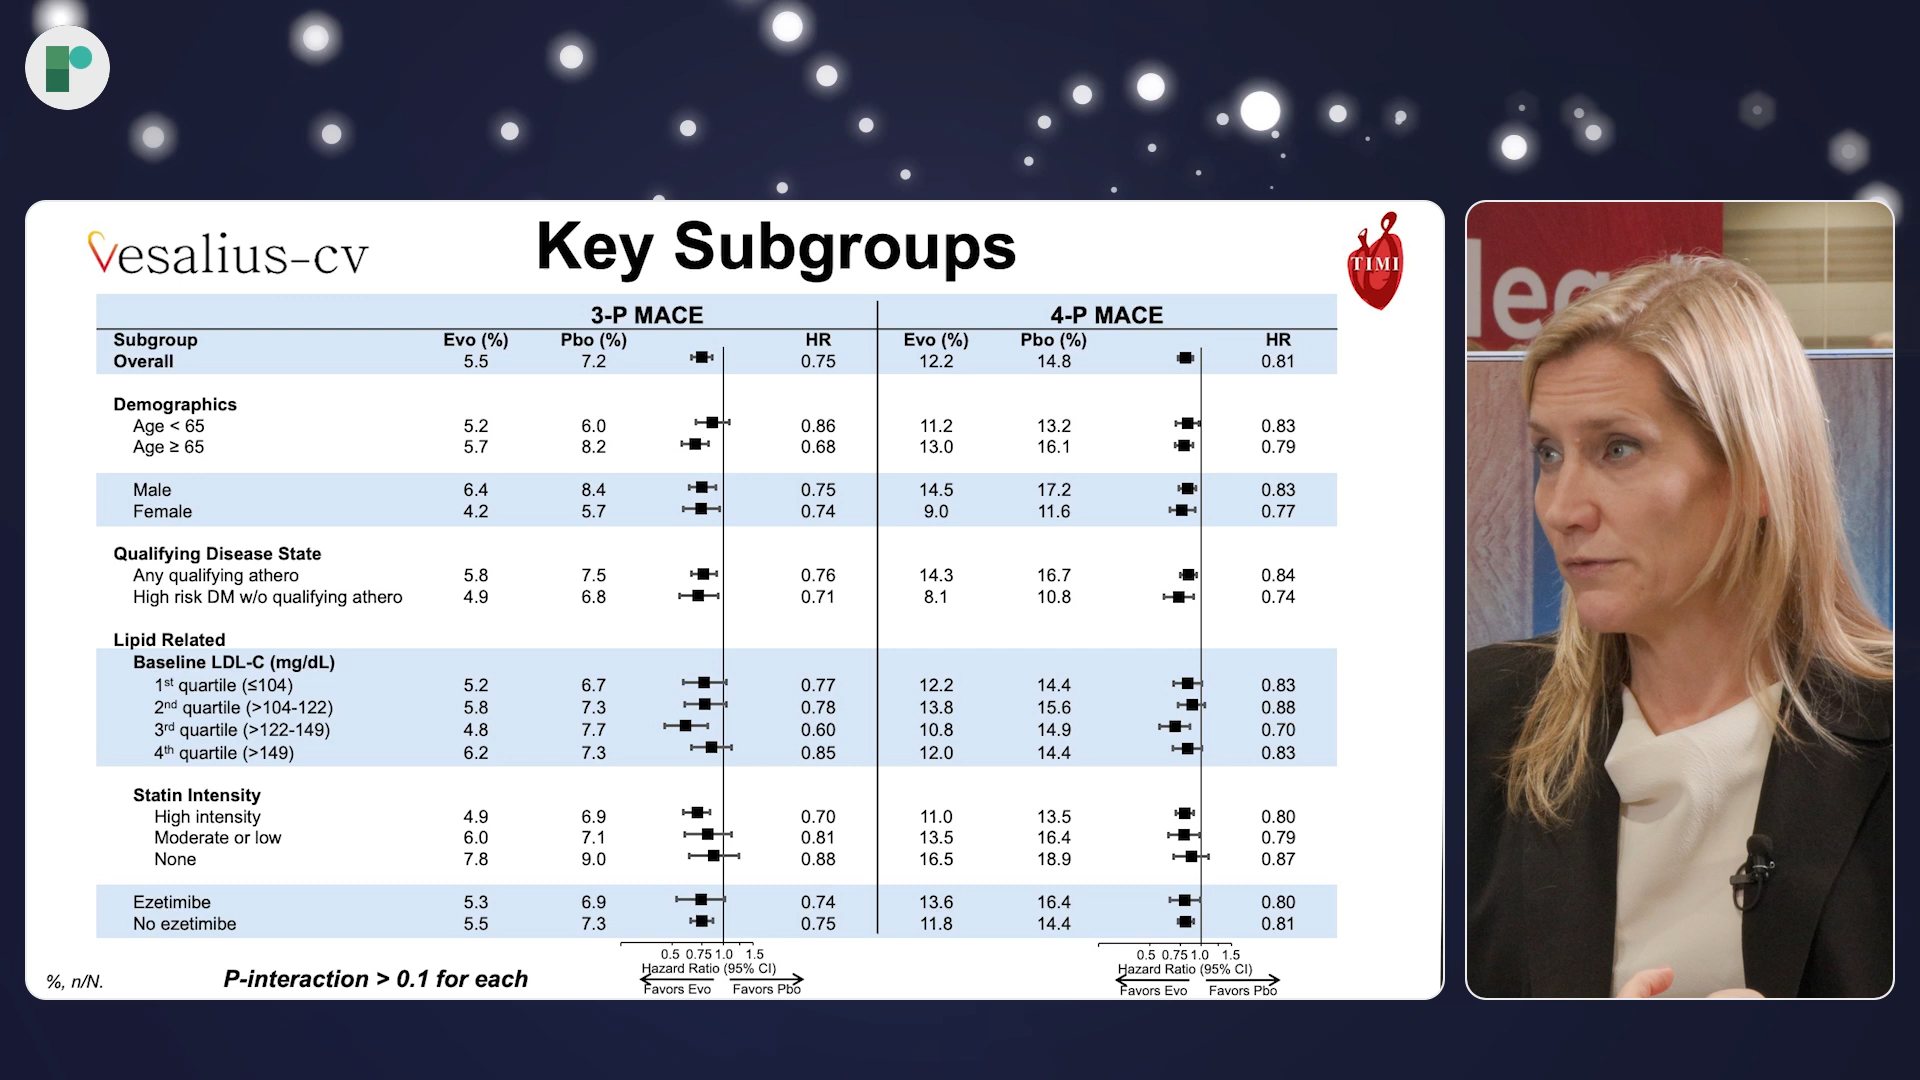 Vesalius-cv
Key Subgroups
TIMI
3-P MACE 4-P MACE
Subgroup Evo (%) Pbo (%) HR Evo (%) Pbo (%) HR
Overall 5.5 7.2 0.75 12.2 14.8 0.81
Demographics
Age < 65 5.2 6.0 0.86 11.2 13.2 0.83
Age ≥ 65 5.7 8.2 0.68 13.0 16.1 0.79
Male 6.4 8.4 0.75 14.5 17.2 0.83
Female 4.2 5.7 0.74 9.0 11.6 0.77
Qualifying Disease State
Any qualifying athero 5.8 7.5 0.76 14.3 16.7 0.84
High risk DM w/o qualifying athero 4.9 6.8 0.71 8.1 10.8 0.74
Lipid Related
Baseline LDL-C (mg/dL)
1st quartile (≤104) 5.2 6.7 0.77 12.2 14.4 0.83
2nd quartile (>104-122) 5.8 7.3 0.78 13.8 15.6 0.88
3rd quartile (>122-149) 4.8 7.7 0.60 10.8 14.9 0.70
4th quartile (>149) 6.2 7.3 0.85 12.0 14.4 0.83
Statin Intensity
High intensity 4.9 6.9 0.70 11.0 13.5 0.80
Moderate or low 6.0 7.1 0.81 13.5 16.4 0.79
None 7.8 9.0 0.88 16.5 18.9 0.87
Ezetimibe 5.3 6.9 0.74 13.6 16.4 0.80
No ezetimibe 5.5 7.3 0.75 11.8 14.4 0.81
0.5 0.75 1.0 1.5 0.5 0.75 1.0 1.5
Hazard Ratio (95% CI) Hazard Ratio (95% CI)
Favors Evo Favors Pbo Favors Evo Favors Pbo
%, n/N.
P-interaction > 0.1 for each